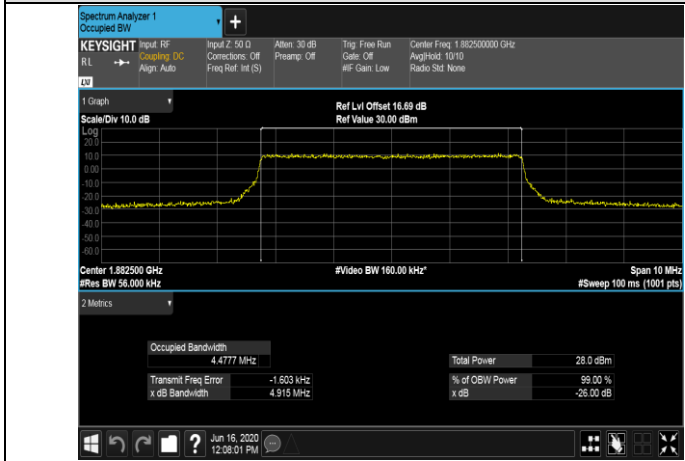 Spectrum Analyzer 1
Occupied BW
KEYSIGHT
RL
LXI
Input: RF
Coupling: DC
Align: Auto
Input Z: 50 Ω
Corrections: Off
Freq Ref: Int (S)
Atten: 30 dB
Preamp: Off
Trig: Free Run
Gate: Off
#IF Gain: Low
Center Freq: 1.882500000 GHz
Avg|Hold: 10/10
Radio Std: None
1 Graph
Scale/Div 10.0 dB
Ref Lvl Offset 16.69 dB
Ref Value 30.00 dBm
Log
20.0
10.0
0.00
-10.0
-20.0
-30.0
-40.0
-50.0
-60.0
Center 1.882500 GHz
#Res BW 56.000 kHz
#Video BW 160.00 kHz*
Span 10 MHz
#Sweep 100 ms (1001 pts)
2 Metrics
Occupied Bandwidth
4.4777 MHz
Transmit Freq Error -1.603 kHz
x dB Bandwidth 4.915 MHz
Total Power 28.0 dBm
% of OBW Power 99.00 %
x dB -26.00 dB
Jun 16, 2020
12:08:01 PM